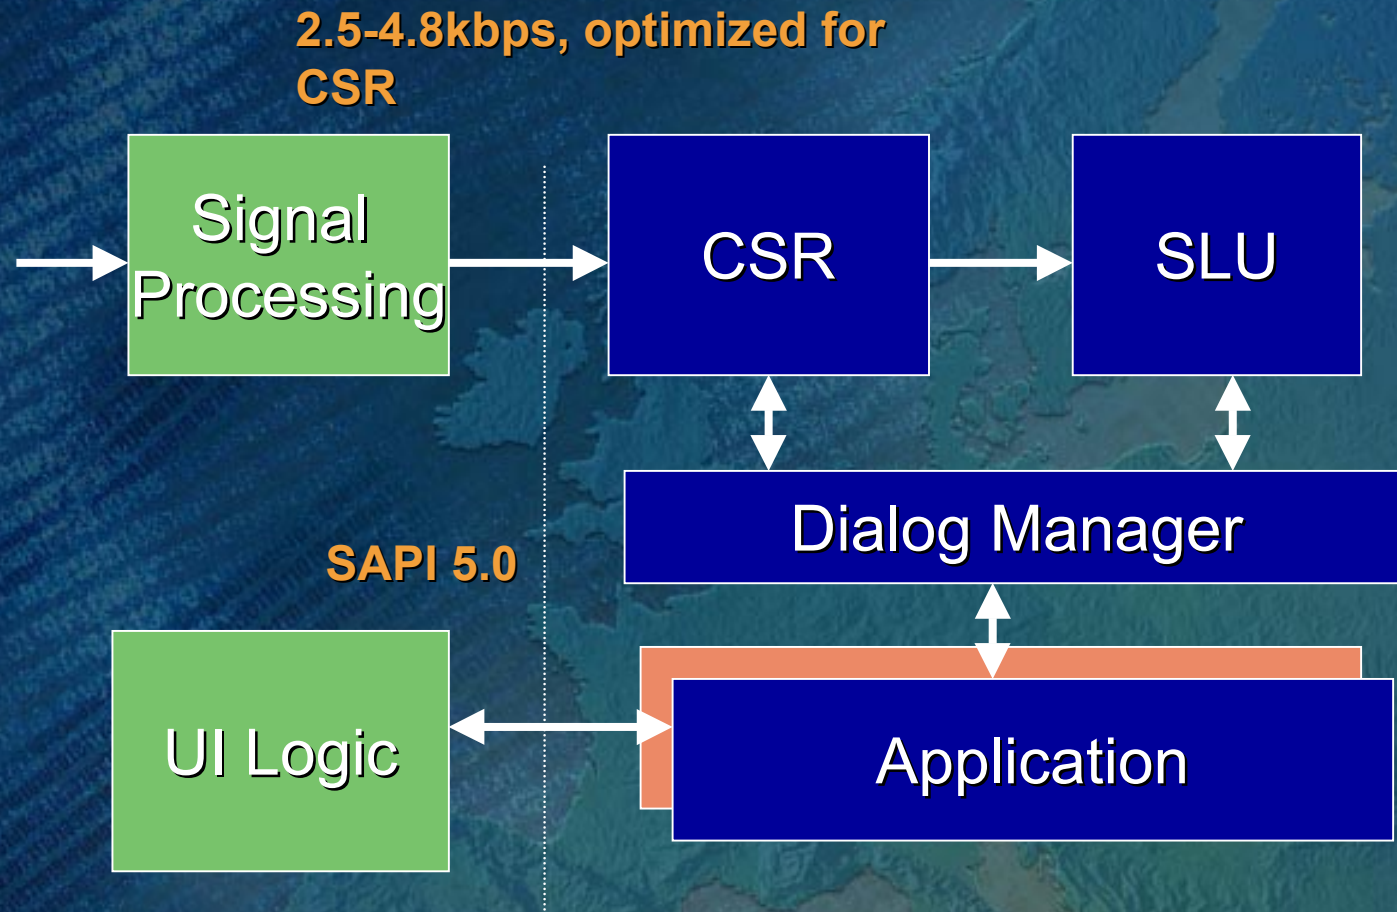 2.5-4.8kbps, optimized for
CSR
Signal
Processing
CSR
SLU
Dialog Manager
SAPI 5.0
UI Logic
Application